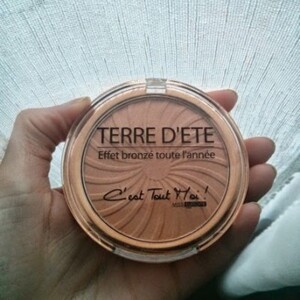 TERRE D'ETE
Effet bronzé toute l'année
C'est Tout Moi !